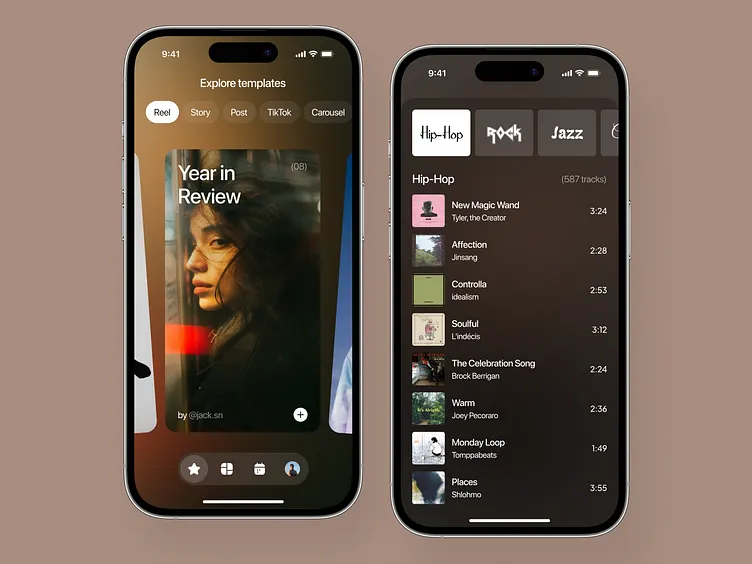 9:41
Explore templates
Reel
Story
Post
TikTok
Carousel
Year in
Review
(08)
by @jack.sn
9:41
Hip-Hop
Rock
Jazz
Hip-Hop
(587 tracks)
New Magic Wand
Tyler, the Creator
3:24
Affection
Jinsang
2:28
Controlla
idealism
2:53
Soulful
L'indécis
3:12
The Celebration Song
Brock Berrigan
2:24
Warm
Joey Pecoraro
2:36
Monday Loop
Tomppabeats
1:49
Places
Shlohmo
3:55